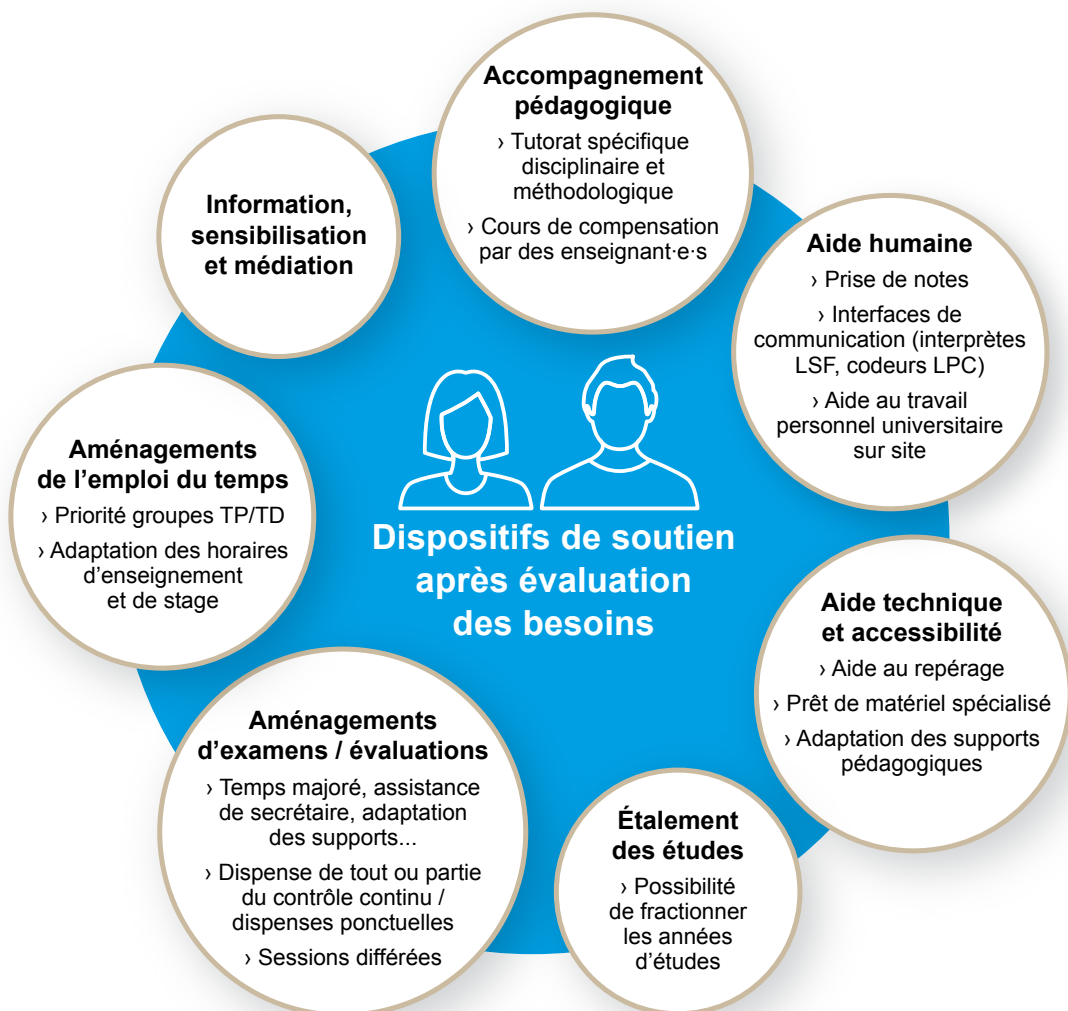 Accompagnement
pédagogique
› Tutorat spécifique
disciplinaire et
méthodologique
› Cours de compensation
par des enseignant·e·s
Information,
sensibilisation
et médiation
Aide humaine
› Prise de notes
› Interfaces de
communication (interprètes
LSF, codeurs LPC)
› Aide au travail
personnel universitaire
sur site
Aménagements
de l’emploi du temps
› Priorité groupes TP/TD
› Adaptation des horaires
d’enseignement
et de stage
Dispositifs de soutien
après évaluation
des besoins
Aide technique
et accessibilité
› Aide au repérage
› Prêt de matériel spécialisé
› Adaptation des supports
pédagogiques
Aménagements
d’examens / évaluations
› Temps majoré, assistance
de secrétaire, adaptation
des supports...
› Dispense de tout ou partie
du contrôle continu /
dispenses ponctuelles
› Sessions différées
Étalement
des études
› Possibilité
de fractionner
les années
d’études